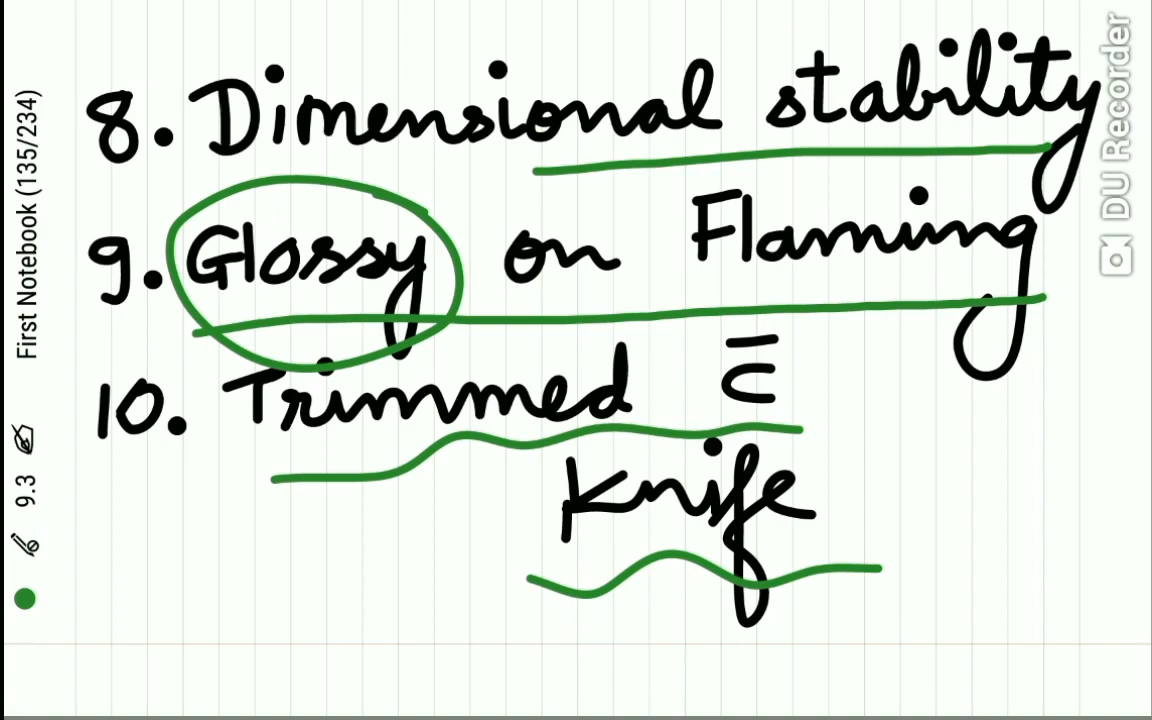 8. Dimensional stability
9. Glossy on Flaming
10. Trimmed c̅
Knife
First Notebook (135/234)
9.3
DU Recorder